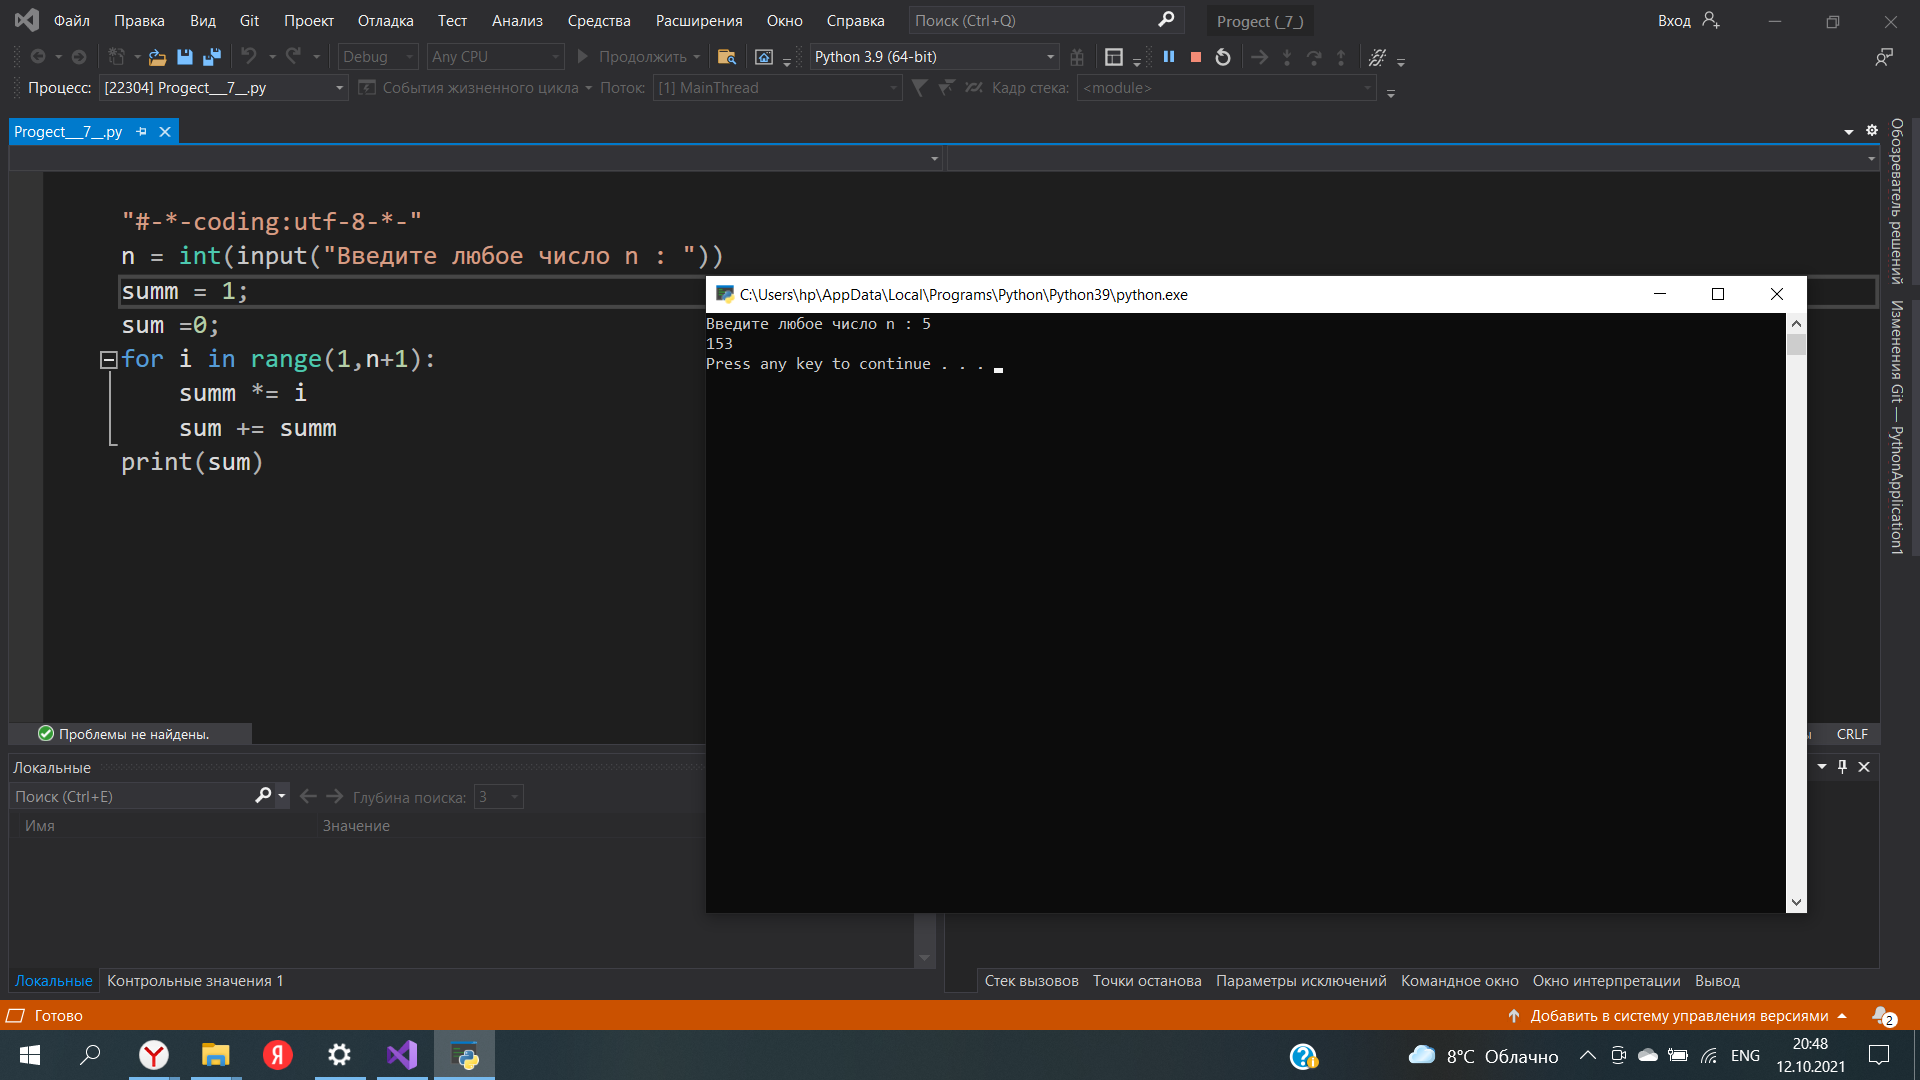 Файл Правка Вид Git Проект Отладка Тест Анализ Средства Расширения Окно Справка Поиск (Ctrl+Q) Progect (_7_) Вход
Debug Any CPU Продолжить Python 3.9 (64-bit)
Процесс: [22304] Progect__7__.py События жизненного цикла Поток: [1] MainThread Кадр стека: <module>
Progect__7__.py
"#-*-coding:utf-8-*-"
n = int(input("Введите любое число n : "))
summ = 1;
sum =0;
for i in range(1,n+1):
summ *= i
sum += summ
print(sum)
C:\Users\hp\AppData\Local\Programs\Python\Python39\python.exe
Введите любое число n : 5
153
Press any key to continue . . .
Обозреватель решений
Изменения Git — PythonApplication1
Проблемы не найдены.
ы CRLF
Локальные
Поиск (Ctrl+E) Глубина поиска: 3
Имя Значение
Локальные Контрольные значения 1
Стек вызовов Точки останова Параметры исключений Командное окно Окно интерпретации Вывод
Готово Добавить в систему управления версиями 2
8°C Облачно ENG 20:48
12.10.2021